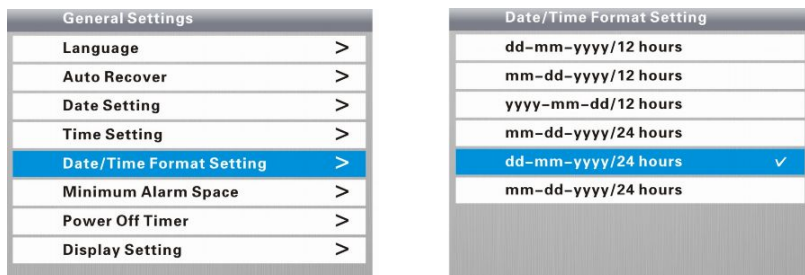 General Settings
Language >
Auto Recover >
Date Setting >
Time Setting >
Date/Time Format Setting >
Minimum Alarm Space >
Power Off Timer >
Display Setting >
Date/Time Format Setting
dd-mm-yyyy/12 hours
mm-dd-yyyy/12 hours
yyyy-mm-dd/12 hours
mm-dd-yyyy/24 hours
dd-mm-yyyy/24 hours ✓
mm-dd-yyyy/24 hours